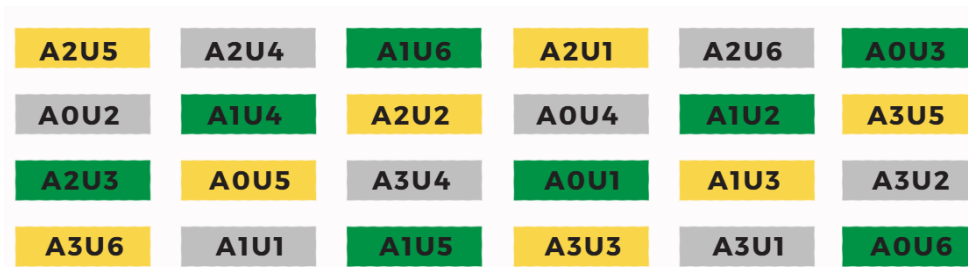 A2U5 A2U4 A1U6 A2U1 A2U6 A0U3
A0U2 A1U4 A2U2 A0U4 A1U2 A3U5
A2U3 A0U5 A3U4 A0U1 A1U3 A3U2
A3U6 A1U1 A1U5 A3U3 A3U1 A0U6